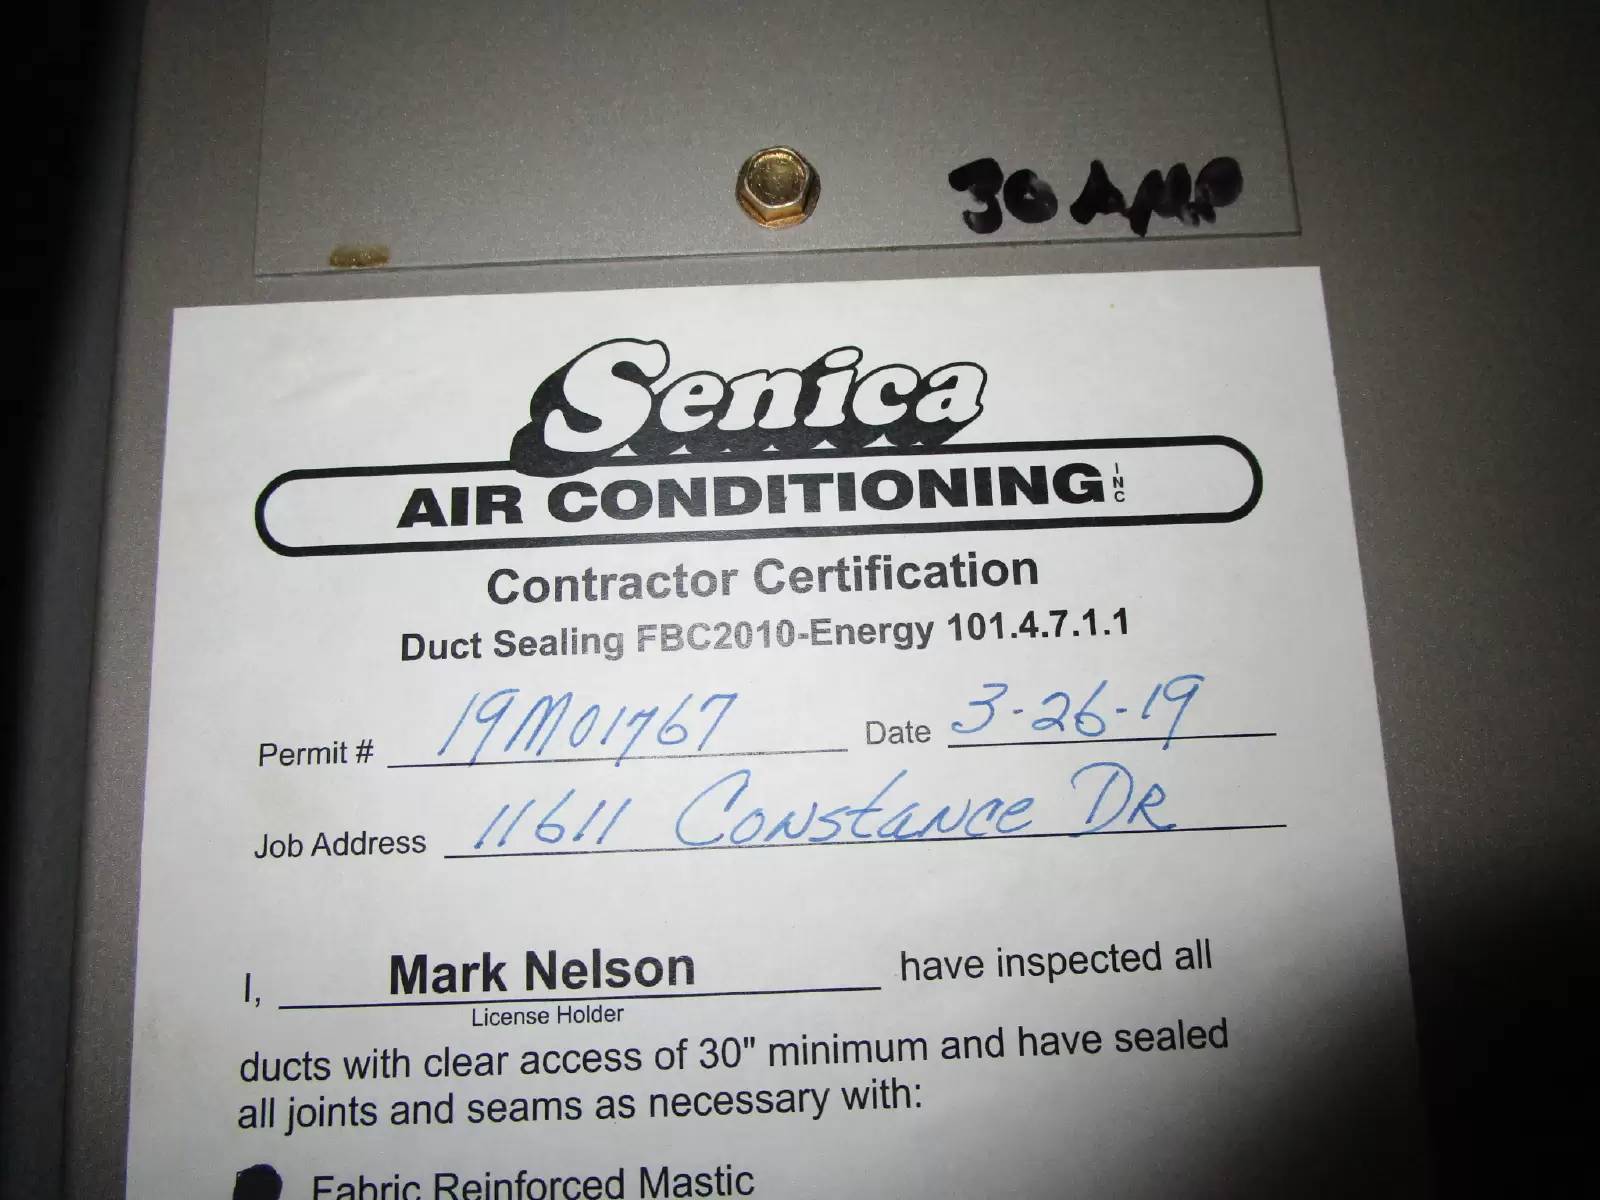 30 AMP
Senica
AIR CONDITIONING INC
Contractor Certification
Duct Sealing FBC2010-Energy 101.4.7.1.1
Permit # 19M01767 Date 3-26-19
Job Address 11611 Constance DR
I, Mark Nelson have inspected all
License Holder
ducts with clear access of 30" minimum and have sealed
all joints and seams as necessary with:
Fabric Reinforced Mastic